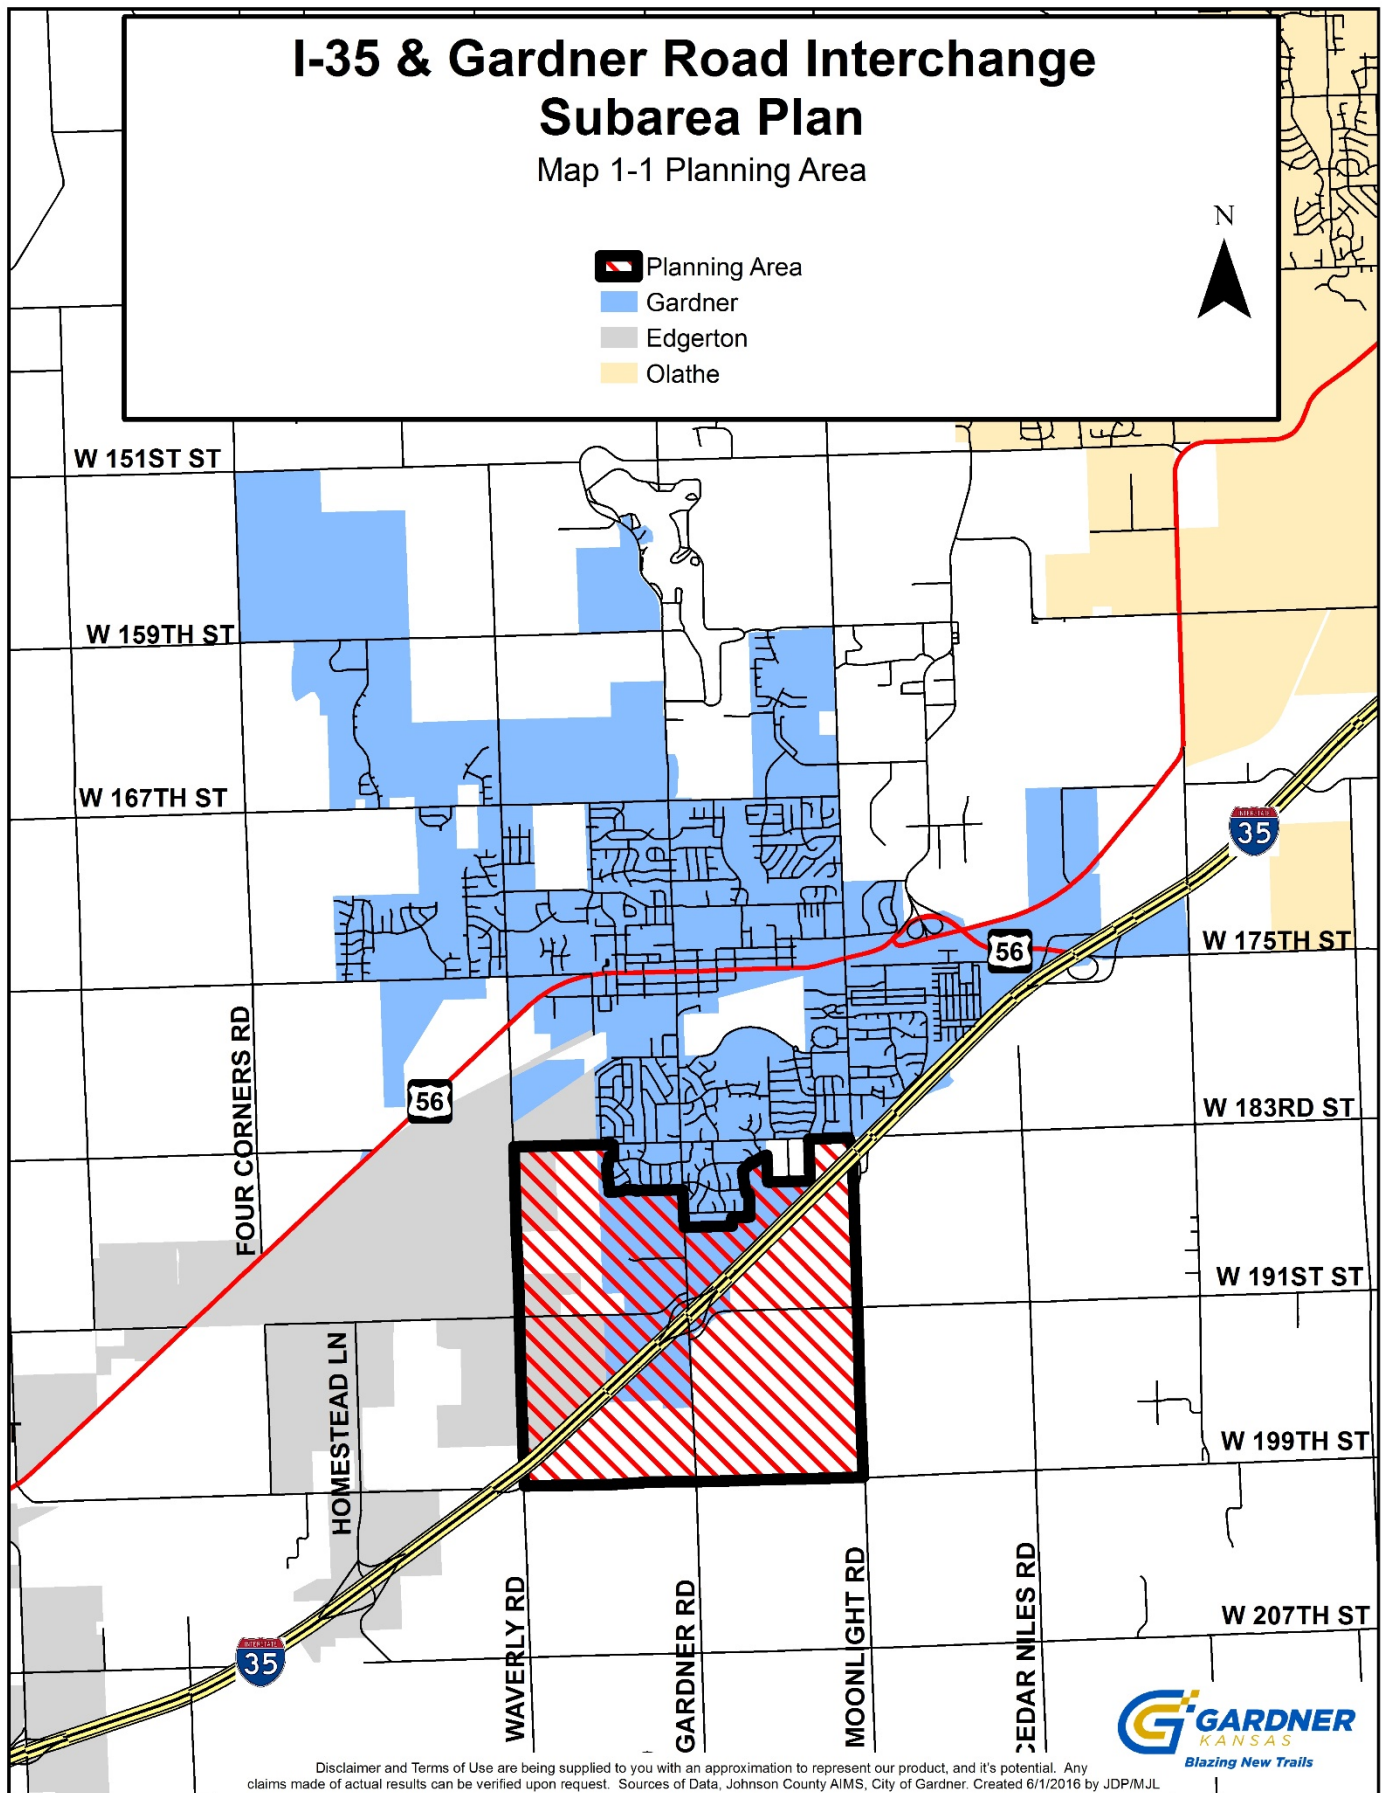 I-35 & Gardner Road Interchange
Subarea Plan
Map 1-1 Planning Area
N
Planning Area
Gardner
Edgerton
Olathe
W 151ST ST
W 159TH ST
W 167TH ST
INTERSTATE
35
W 175TH ST
56
FOUR CORNERS RD
56
W 183RD ST
W 191ST ST
HOMESTEAD LN
W 199TH ST
WAVERLY RD
GARDNER RD
MOONLIGHT RD
CEDAR NILES RD
W 207TH ST
INTERSTATE
35
GARDNER
KANSAS
Blazing New Trails
Disclaimer and Terms of Use are being supplied to you with an approximation to represent our product, and it's potential. Any
claims made of actual results can be verified upon request. Sources of Data, Johnson County AIMS, City of Gardner. Created 6/1/2016 by JDP/MJL